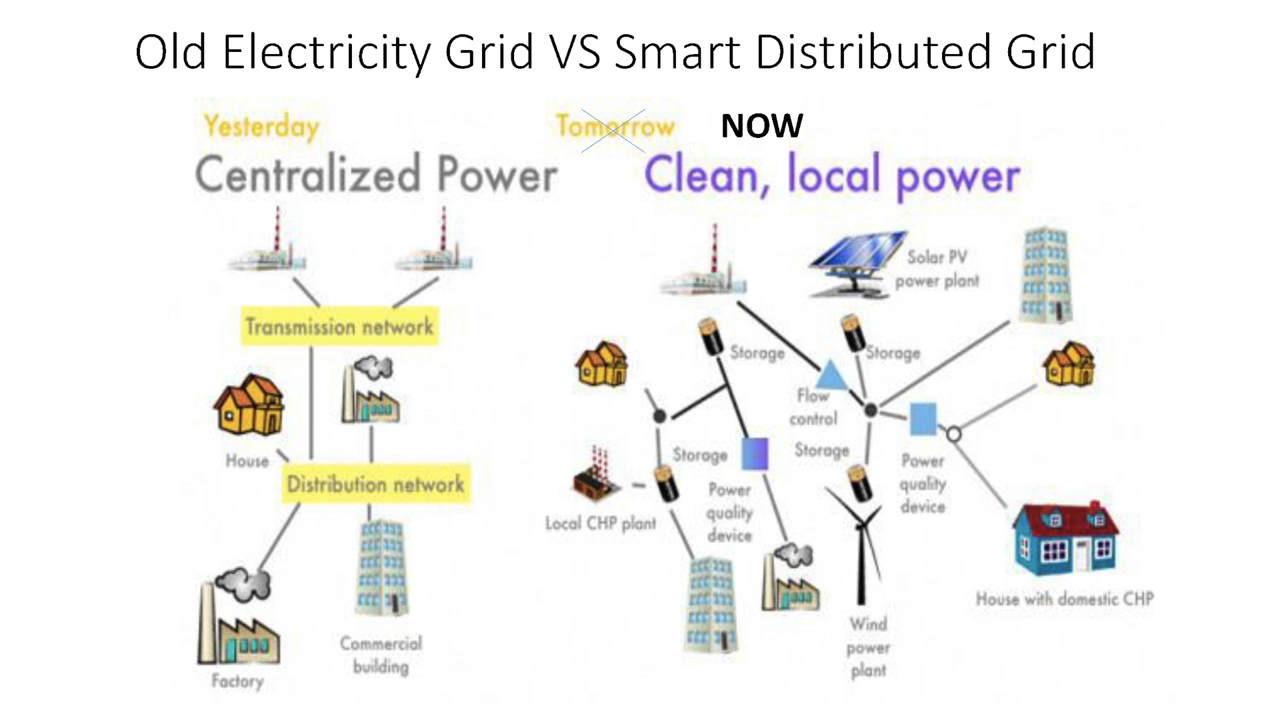 Old Electricity Grid VS Smart Distributed Grid
Yesterday
Centralized Power
Transmission network
House
Distribution network
Commercial
building
Factory
Tomorrow NOW
Clean, local power
Solar PV
power plant
Storage
Storage
Flow
control
Storage
Storage
Power
quality
device
Power
quality
device
Local CHP plant
House with domestic CHP
Wind
power
plant